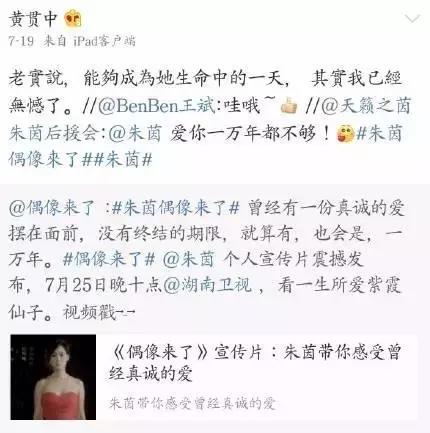 黄贯中
7-19 来自 iPad客户端
老實說，能夠成為她生命中的一天， 其實我已經
無憾了。//@BenBen王斌:哇哦～ //@天籁之茵
朱茵后援会:@朱茵 爱你一万年都不够！ #朱茵
偶像来了##朱茵#
@偶像来了 :#朱茵偶像来了# 曾经有一份真诚的爱
摆在面前，没有终结的期限，就算有，也会是，一
万年。#偶像来了# @朱茵 个人宣传片震撼发
布，7月25日晚十点@湖南卫视 ，看一生所爱紫霞
仙子。视频戳→→
《偶像来了》宣传片：朱茵带你感受曾
经真诚的爱
朱茵带你感受曾经真诚的爱